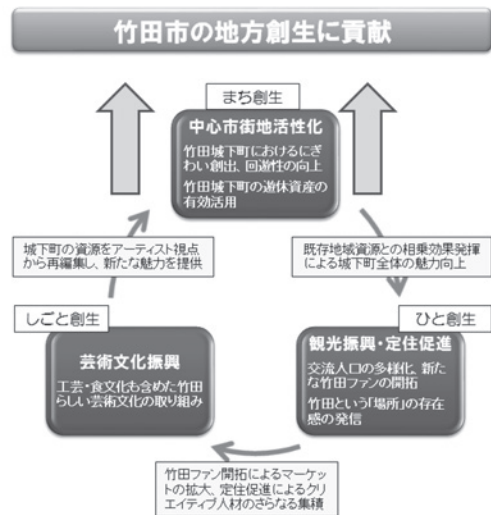 竹田市の地方創生に貢献
まち創生
中心市街地活性化
竹田城下町におけるにぎ
わい創出、回遊性の向上
竹田城下町の遊休資産の
有効活用
城下町の資源をアーティスト視点
から再編集し、新たな魅力を提供
既存地域資源との相乗効果発揮
による城下町全体の魅力向上
しごと創生
芸術文化振興
工芸・食文化も含めた竹田
らしい芸術文化の取り組み
ひと創生
観光振興・定住促進
交流人口の多様化、新た
な竹田ファンの開拓
竹田という「場所」の存在
感の発信
竹田ファン開拓によるマーケッ
トの拡大、定住促進によるクリ
エイティブ人材のさらなる集積